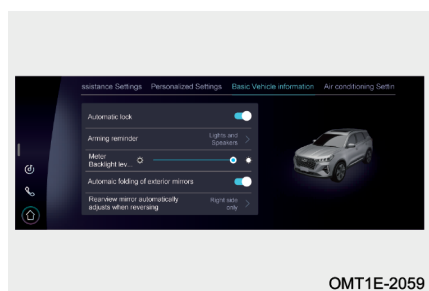 ssistance Settings Personalized Settings Basic Vehicle information Air conditioning Settin
Automatic lock
Arming reminder
Lights and
Speakers
Meter
Backlight lev...
Automaic folding of exterior mirrors
Rearview mirror automatically
adjusts when reversing
Right side
only
OMT1E-2059